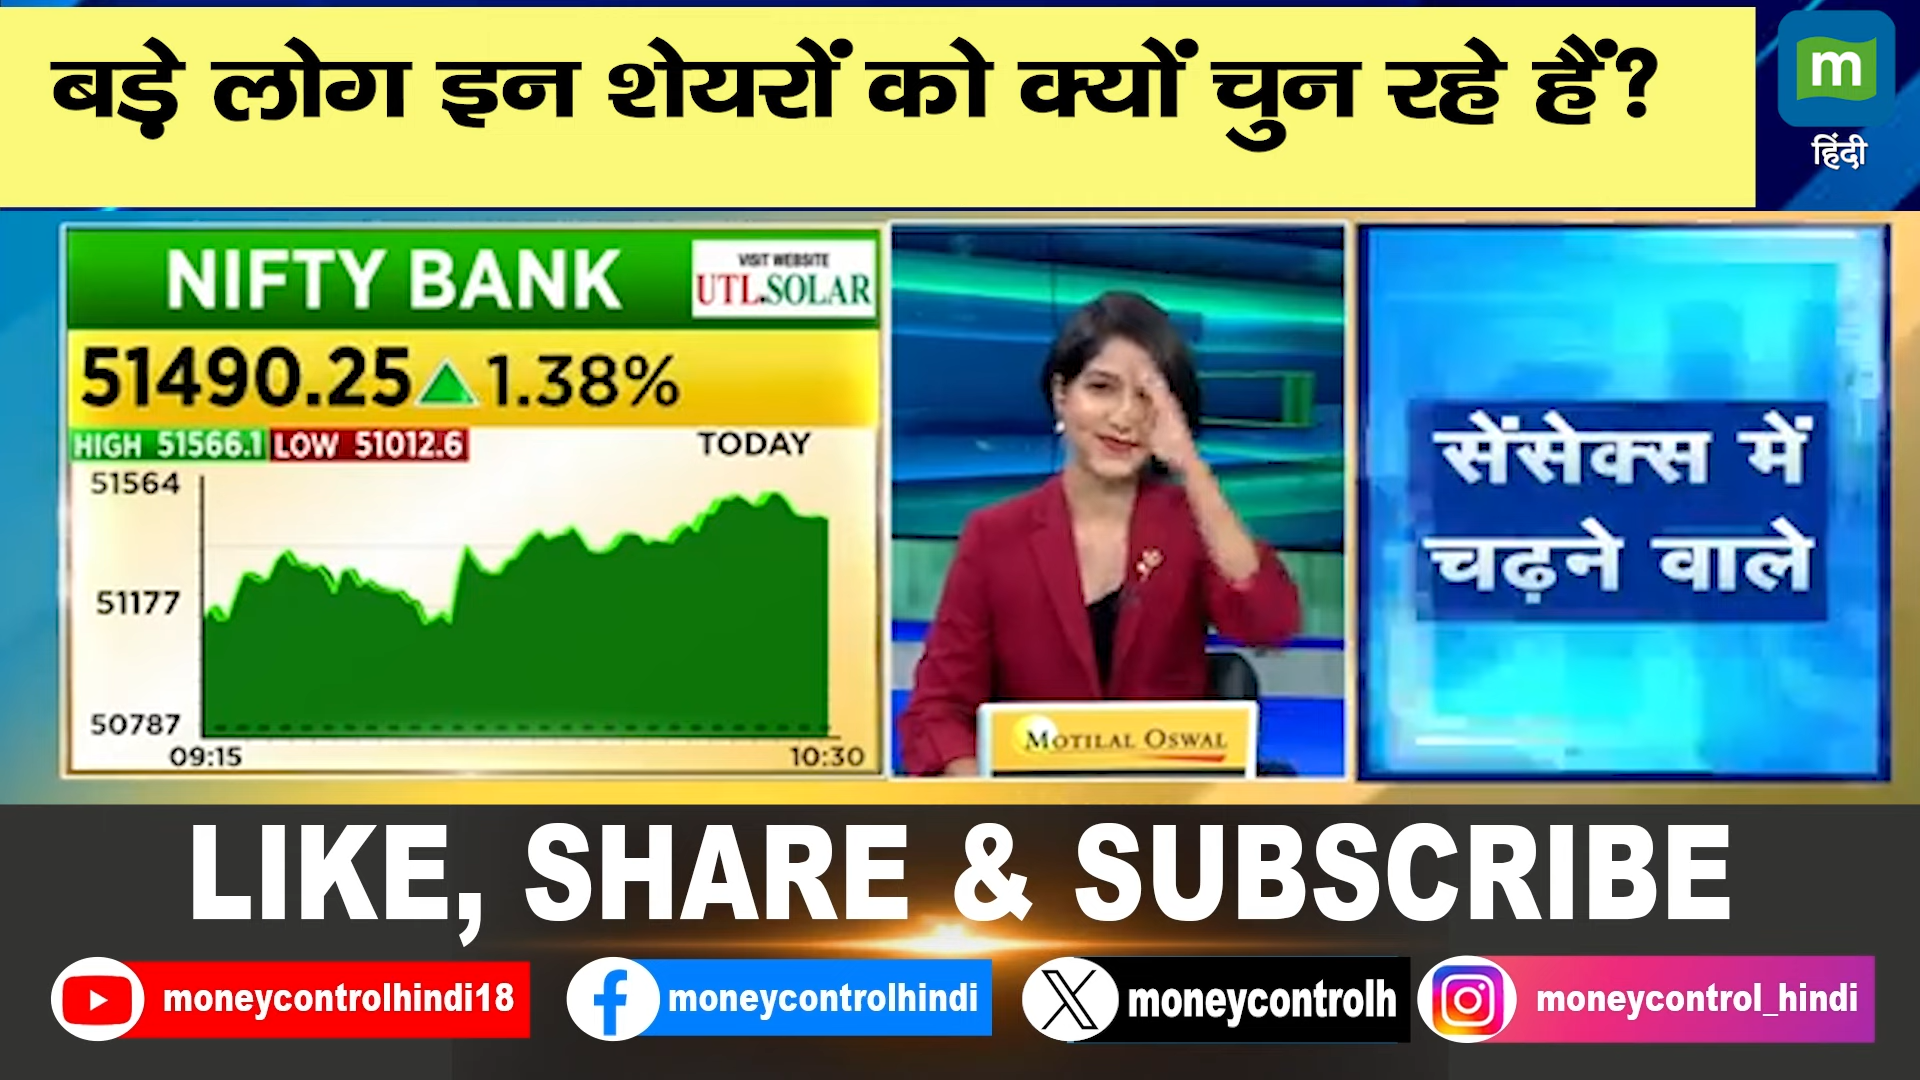 बड़े लोग इन शेयरों को क्यों चुन रहे हैं?
m
हिंदी
NIFTY BANK
VISIT WEBSITE
UTL.SOLAR
51490.25 ▲ 1.38%
HIGH 51566.1 LOW 51012.6
TODAY
51564
51177
50787
09:15 10:30
MOTILAL OSWAL
सेंसेक्स में
चढ़ने वाले
LIKE, SHARE & SUBSCRIBE
moneycontrolhindi18
moneycontrolhindi
moneycontrolh
moneycontrol_hindi